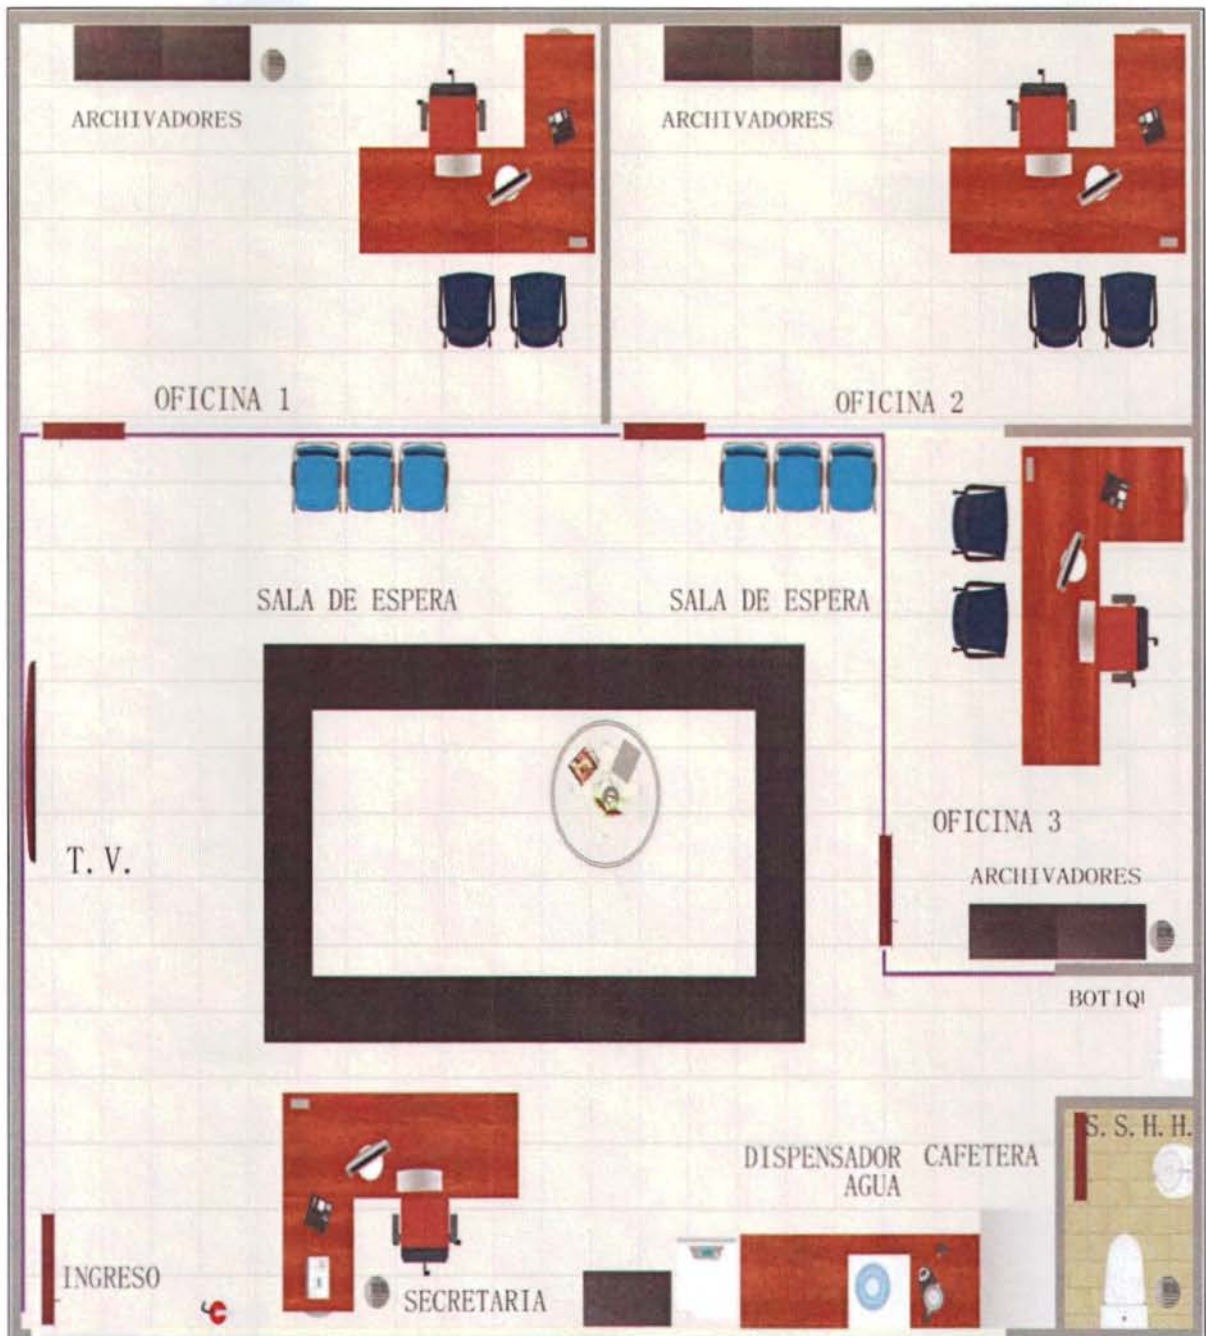 ARCHIVADORES
ARCHIVADORES
OFICINA 1
OFICINA 2
SALA DE ESPERA
SALA DE ESPERA
OFICINA 3
T. V.
ARCHIVADORES
BOTIQ
S. S. H. H.
DISPENSADOR
AGUA
CAFETERA
INGRESO
SECRETARIA